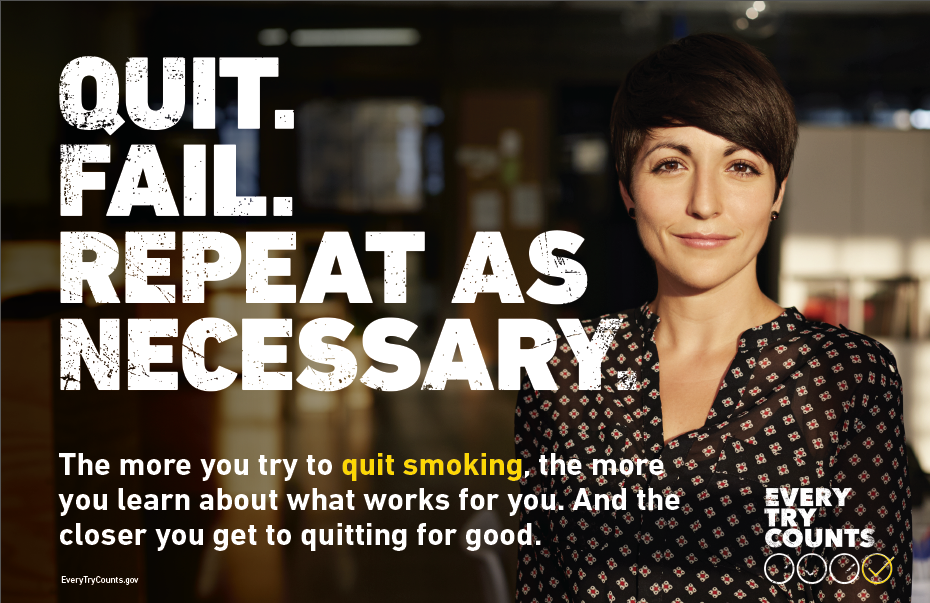 QUIT.
FAIL.
REPEAT AS
NECESSARY.
The more you try to quit smoking, the more
you learn about what works for you. And the
closer you get to quitting for good.
EVERY
TRY
COUNTS
EveryTryCounts.gov